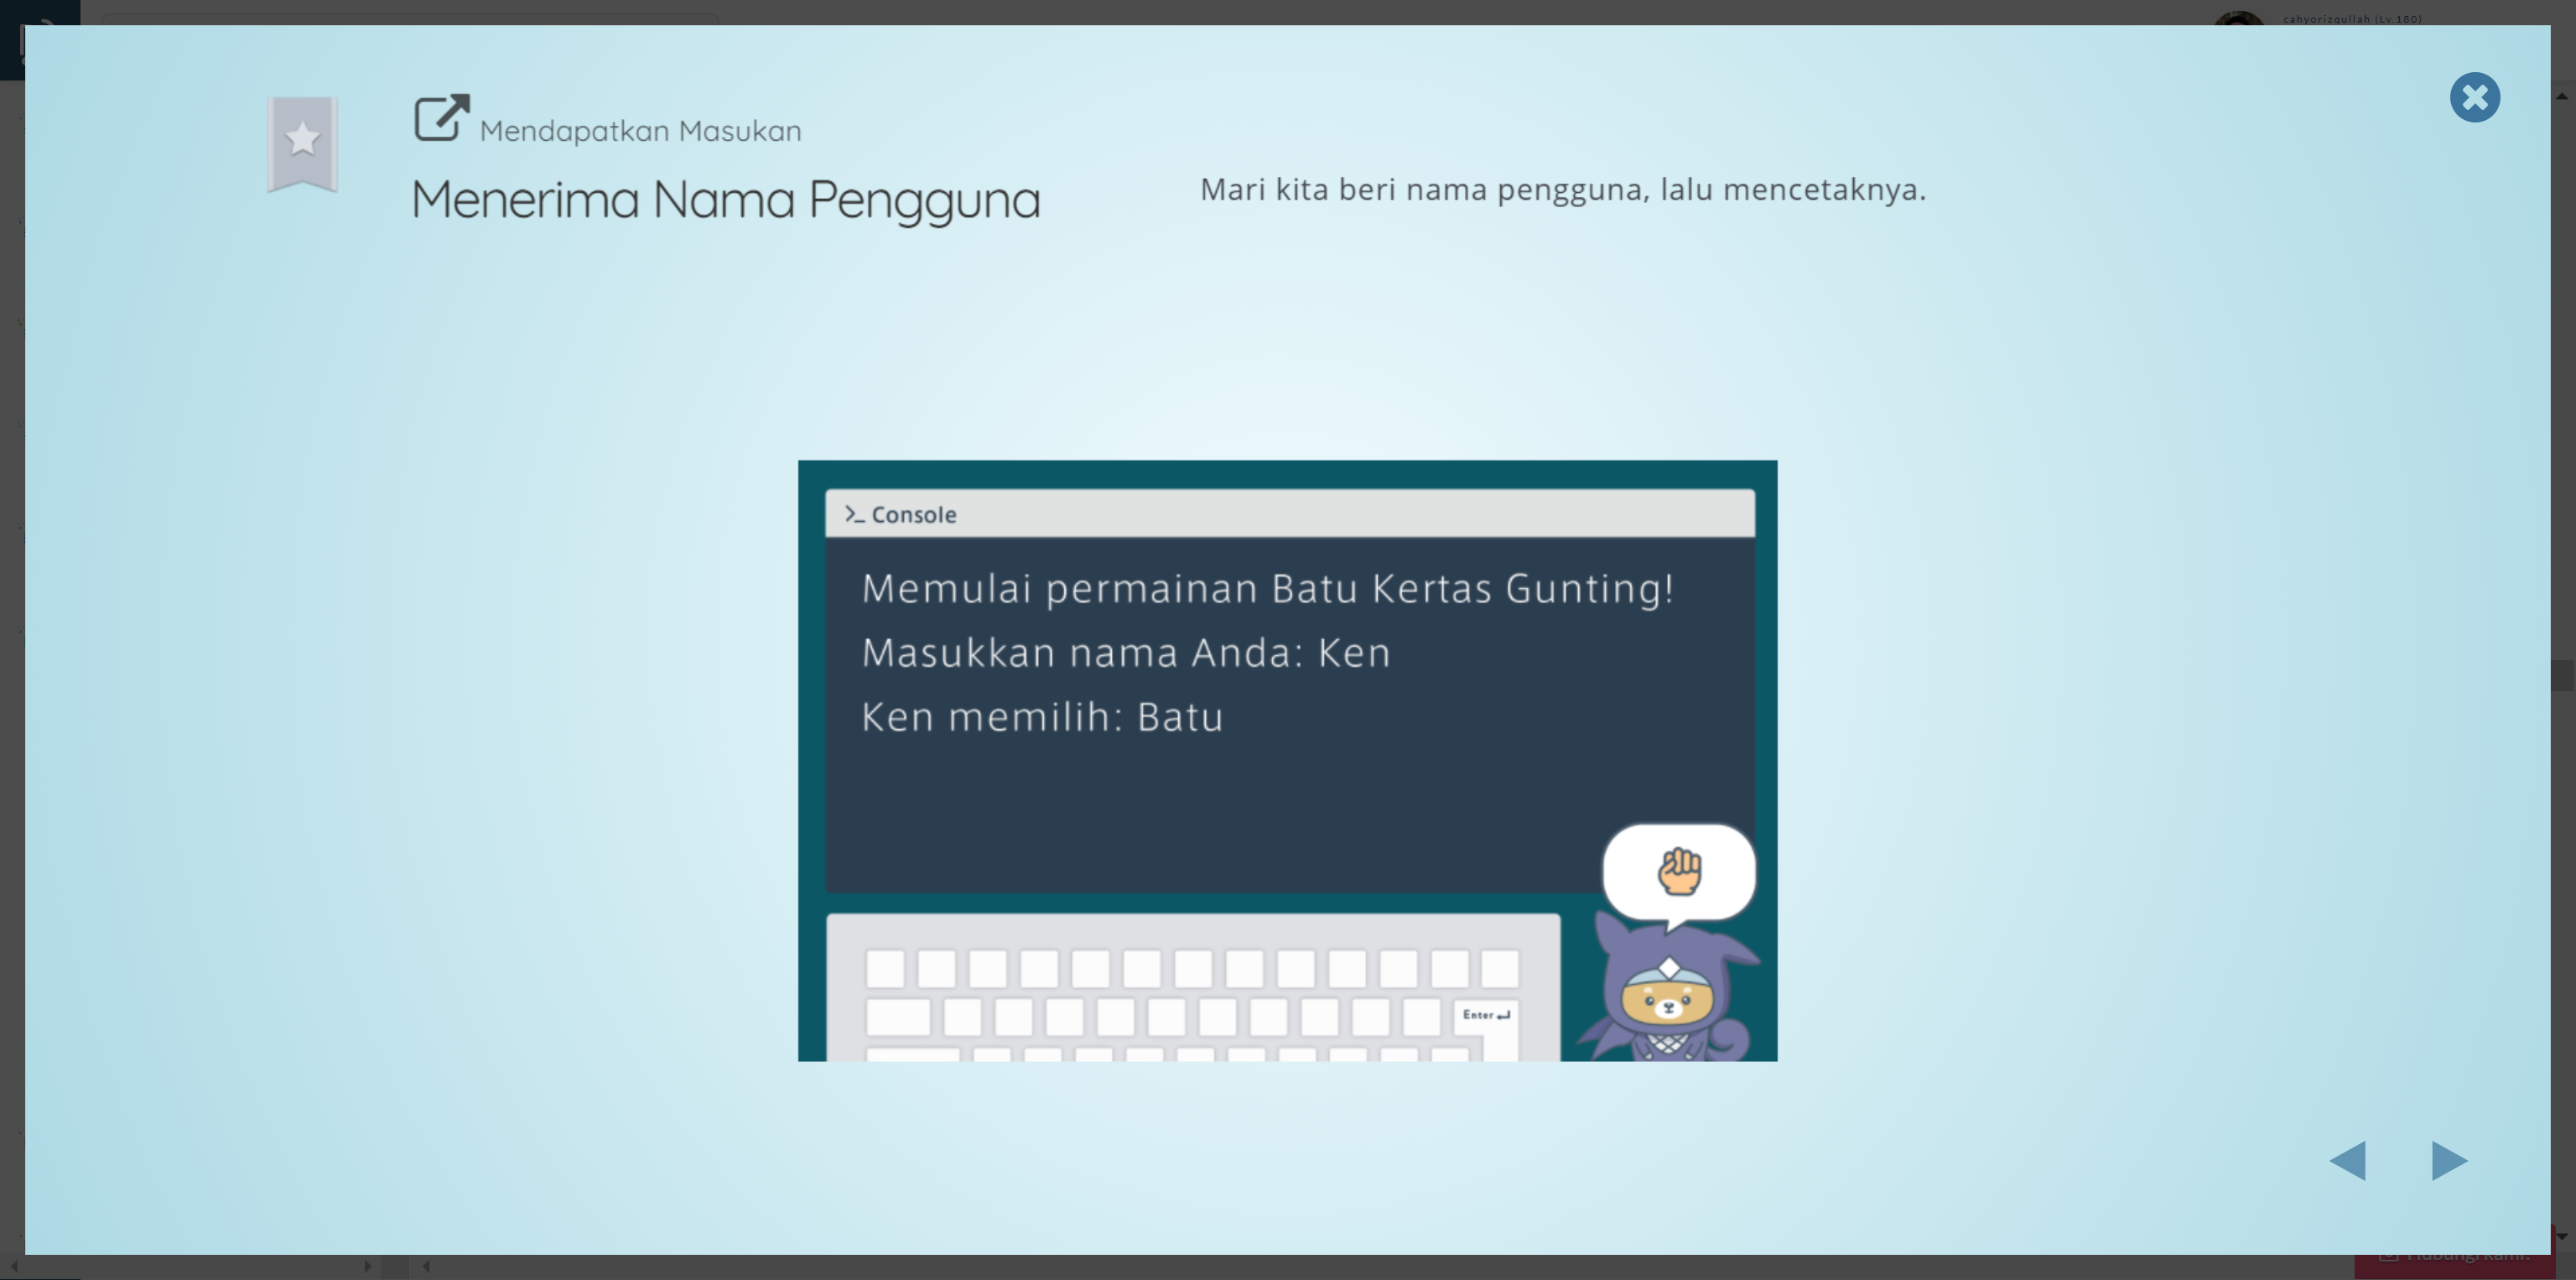 cahyorizqullah (Lv.180)
Mendapatkan Masukan
Menerima Nama Pengguna
Mari kita beri nama pengguna, lalu mencetaknya.
>_ Console
Memulai permainan Batu Kertas Gunting!
Masukkan nama Anda: Ken
Ken memilih: Batu
Enter